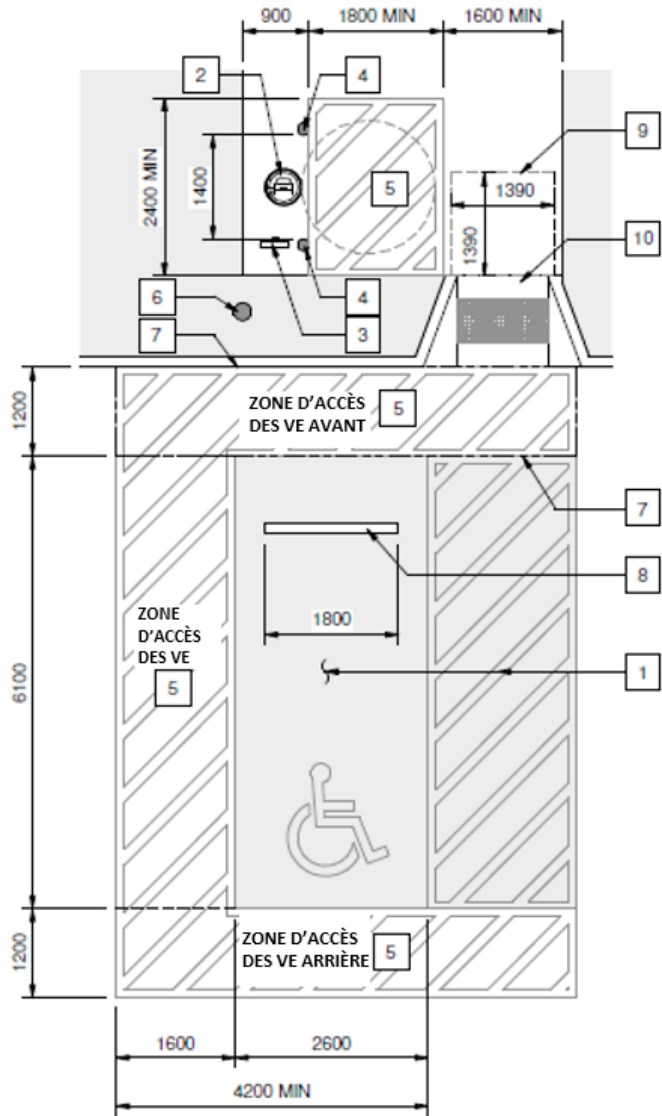 900
1800 MIN
1600 MIN
2
4
9
2400 MIN
1400
5
1390
1390
10
6
4
7
3
1200
ZONE D'ACCÈS
DES VE AVANT
5
7
8
1800
ZONE
D'ACCÈS
DES VE
5
1
6100
1200
ZONE D'ACCÈS
DES VE ARRIÈRE
5
1600
2600
4200 MIN